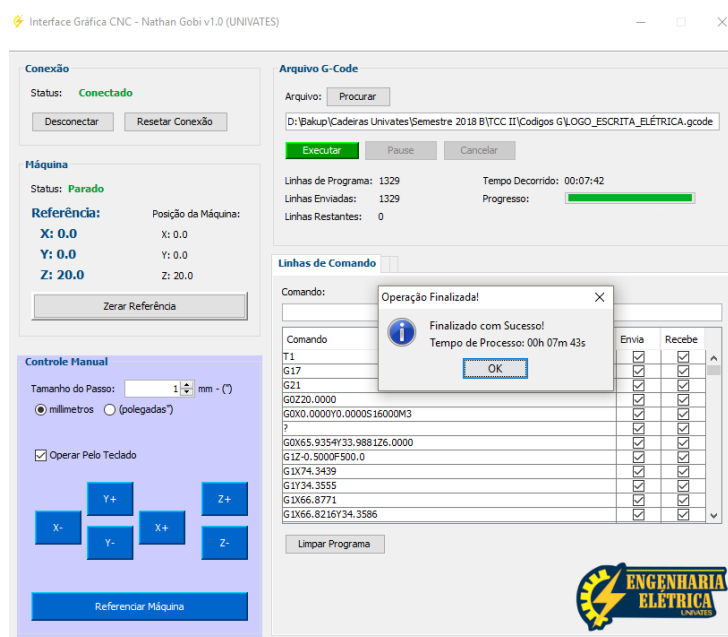 Interface Gráfica CNC - Nathan Gobi v1.0 (UNIVATES)
Conexão
Status: Conectado
Desconectar Resetar Conexão
Máquina
Status: Parado
Referência: Posição da Máquina:
X: 0.0 X: 0.0
Y: 0.0 Y: 0.0
Z: 20.0 Z: 20.0
Zerar Referência
Controle Manual
Tamanho do Passo: 1 mm - (")
milimetros (polegadas")
Operar Pelo Teclado
Y+ Z+
X- X+
Y- Z-
Referenciar Máquina
Arquivo G-Code
Arquivo: Procurar
D:\Bakup\Cadeiras Univates\Semestre 2018 B\TCC II\Codigos G\LOGO_ESCRITA_ELÉTRICA.gcode
Executar Pause Cancelar
Linhas de Programa: 1329 Tempo Decorrido: 00:07:42
Linhas Enviadas: 1329 Progresso:
Linhas Restantes: 0
Linhas de Comando
Comando:
Operação Finalizada!
Finalizado com Sucesso!
Tempo de Processo: 00h 07m 43s
OK
Comando Envia Recebe
T1
G17
G21
G0Z20.0000
G0X0.0000Y0.0000S16000M3
?
G0X65.9354Y33.9881Z6.0000
G1Z-0.5000F500.0
G1X74.3439
G1Y34.3555
G1X66.8771
G1X66.8216Y34.3586
Limpar Programa
ENGENHARIA
ELÉTRICA
UNIVATES